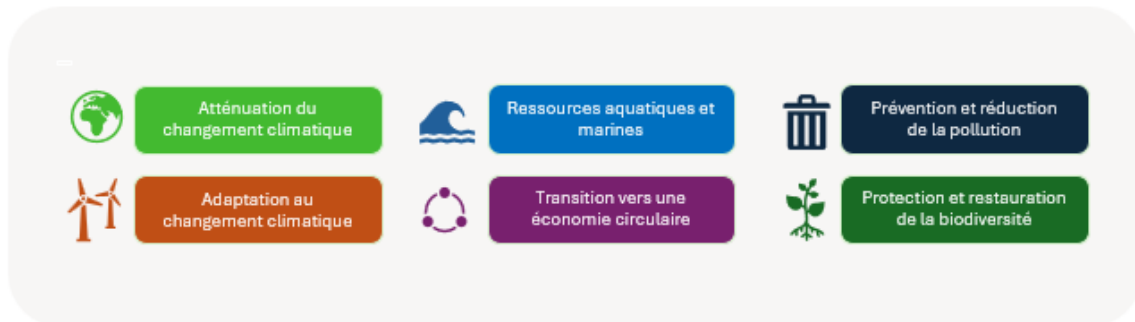 Atténuation du
changement climatique
Ressources aquatiques et
marines
Prévention et réduction
de la pollution
Adaptation au
changement climatique
Transition vers une
économie circulaire
Protection et restauration
de la biodiversité